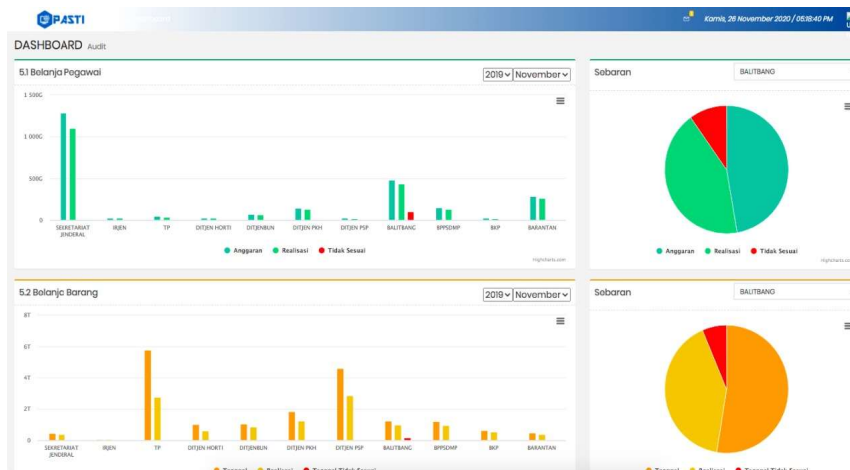 PASTI
Kamis, 26 November 2020 / 05:18:40 PM
DASHBOARD Audit
5.1 Belanja Pegawai
2019 November
1 500G
1 000G
500G
0
SEKRETARIAT JENDERAL IRJEN TP DITJEN HORTI DITJENBUN DITJEN PKH DITJEN PSP BALITBANG BPPSDMP BKP BARANTAN
Anggaran Realisasi Tidak Sesuai
Highcharts.com
Sebaran
BALITBANG
Anggaran Realisasi Tidak Sesuai
5.2 Belanjc Barang
2019 November
8T
6T
4T
2T
0
SEKRETARIAT JENDERAL IRJEN TP DITJEN HORTI DITJENBUN DITJEN PKH DITJEN PSP BALITBANG BPPSDMP BKP BARANTAN
Sebaran
BALITBANG